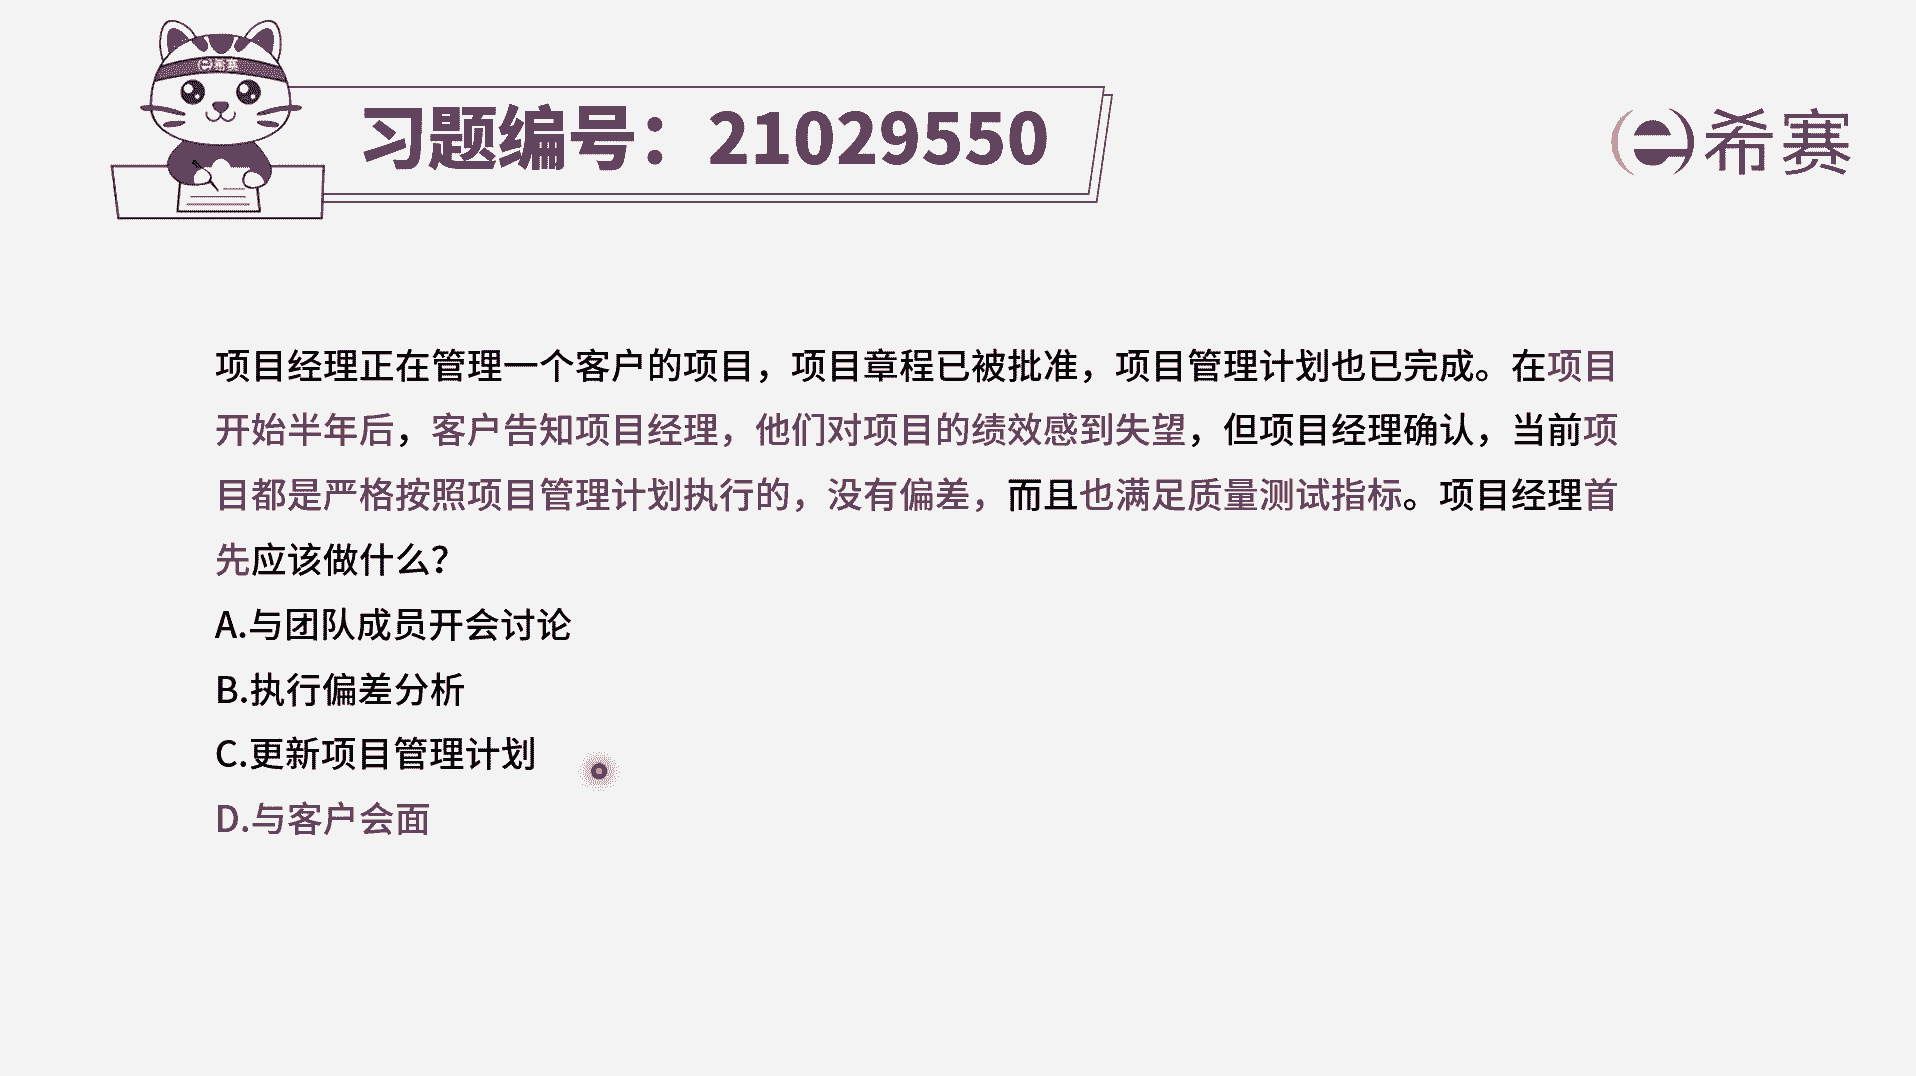 希赛
习题编号：21029550
希赛
项目经理正在管理一个客户的项目，项目章程已被批准，项目管理计划也已完成。在项目
开始半年后，客户告知项目经理，他们对项目的绩效感到失望，但项目经理确认，当前项
目都是严格按照项目管理计划执行的，没有偏差，而且也满足质量测试指标。项目经理首
先应该做什么？
A.与团队成员开会讨论
B.执行偏差分析
C.更新项目管理计划
D.与客户会面